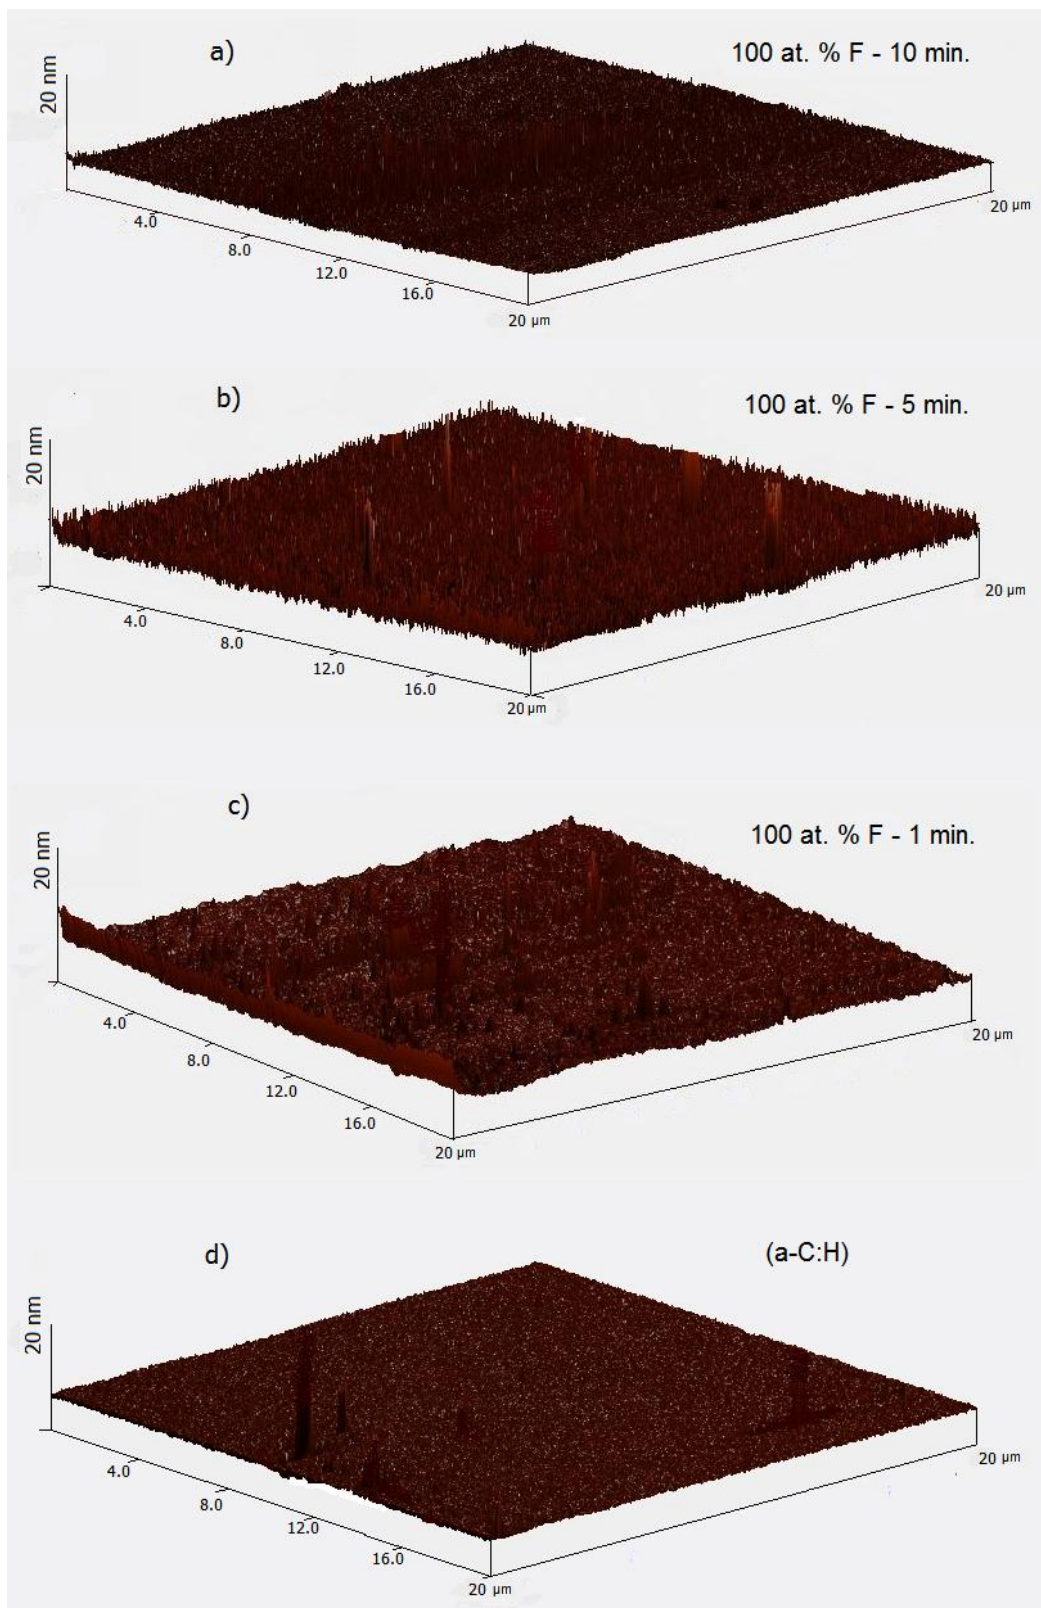 a)
100 at. % F - 10 min.
20 nm
4.0
8.0
12.0
16.0
20 µm
20 µm
b)
100 at. % F - 5 min.
20 nm
4.0
8.0
12.0
16.0
20 µm
20 µm
c)
100 at. % F - 1 min.
20 nm
4.0
8.0
12.0
16.0
20 µm
20 µm
d)
(a-C:H)
20 nm
4.0
8.0
12.0
16.0
20 µm
20 µm